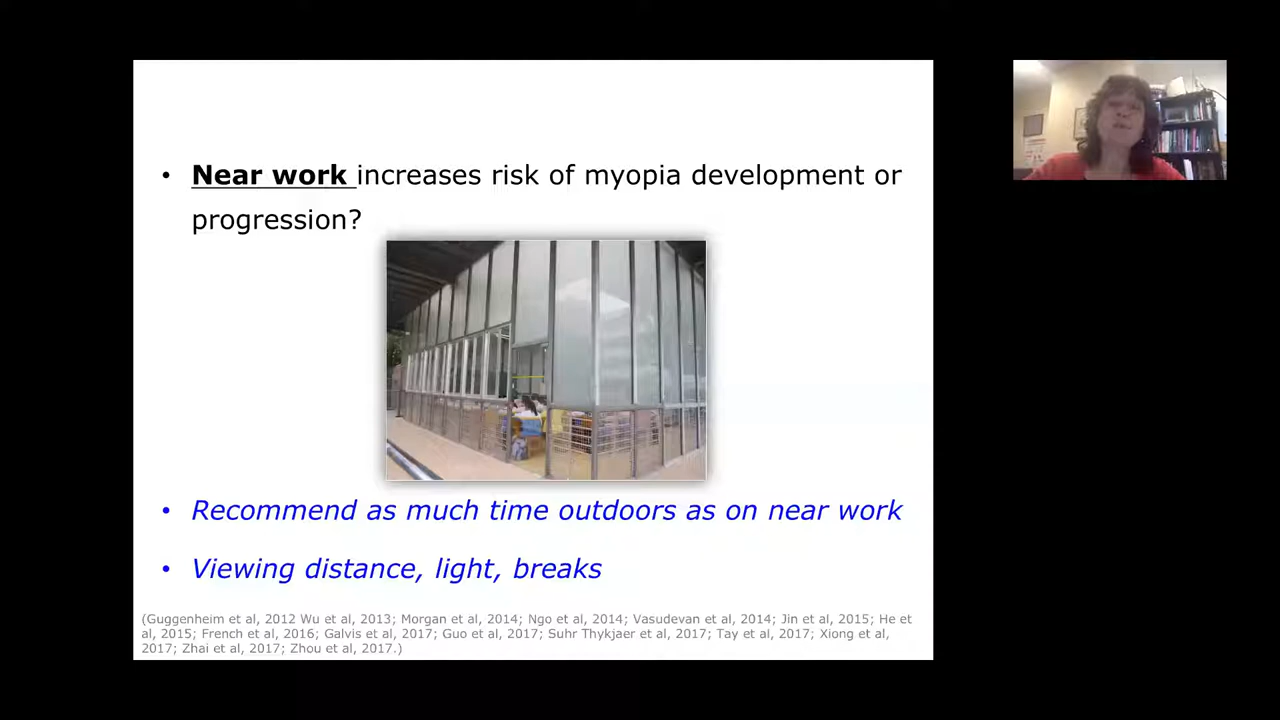 • Near work increases risk of myopia development or
progression?
• Recommend as much time outdoors as on near work
• Viewing distance, light, breaks
(Guggenheim et al, 2012 Wu et al, 2013; Morgan et al, 2014; Ngo et al, 2014; Vasudevan et al, 2014; Jin et al, 2015; He et
al, 2015; French et al, 2016; Galvis et al, 2017; Guo et al, 2017; Suhr Thykjaer et al, 2017; Tay et al, 2017; Xiong et al,
2017; Zhai et al, 2017; Zhou et al, 2017.)